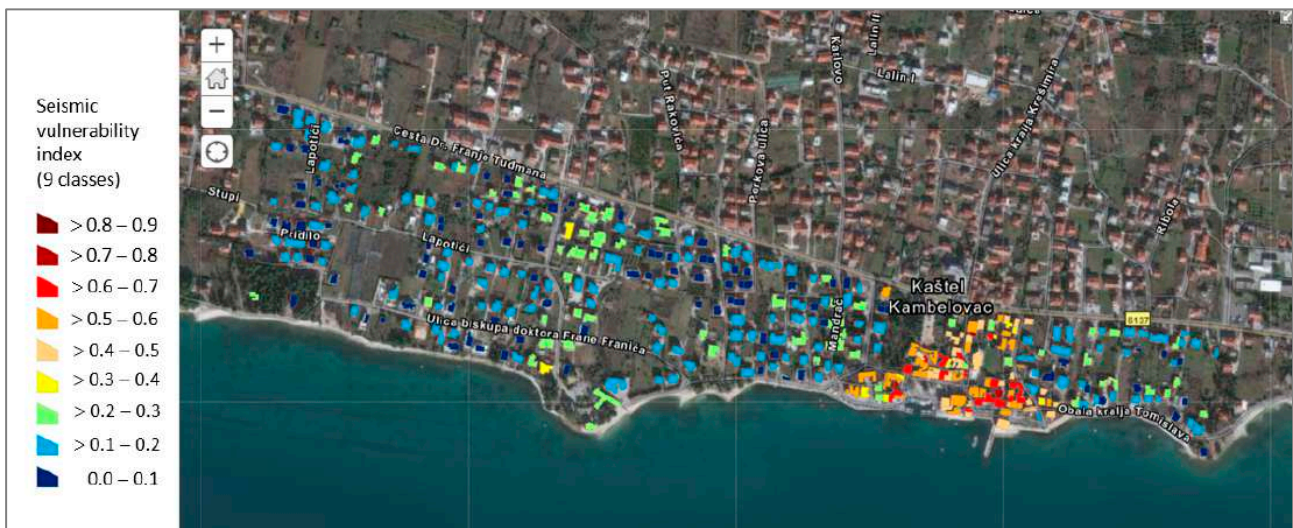 Seismic
vulnerability
index
(9 classes)
> 0.8 – 0.9
> 0.7 – 0.8
> 0.6 – 0.7
> 0.5 – 0.6
> 0.4 – 0.5
> 0.3 – 0.4
> 0.2 – 0.3
> 0.1 – 0.2
0.0 – 0.1
+
−
Lapotići
Stupi
Pridilo
Lapotići
Cesta Dr. Franje Tuđmana
Ulica biskupa doktora Frane Franića
Put Rakovića
Perkova ulica
Mandrač
Lalin II
Lalin I
Ulica kralja Krešimira
Ribola
Kaštel
Kambelovac
6137
Obala kralja Tomislava